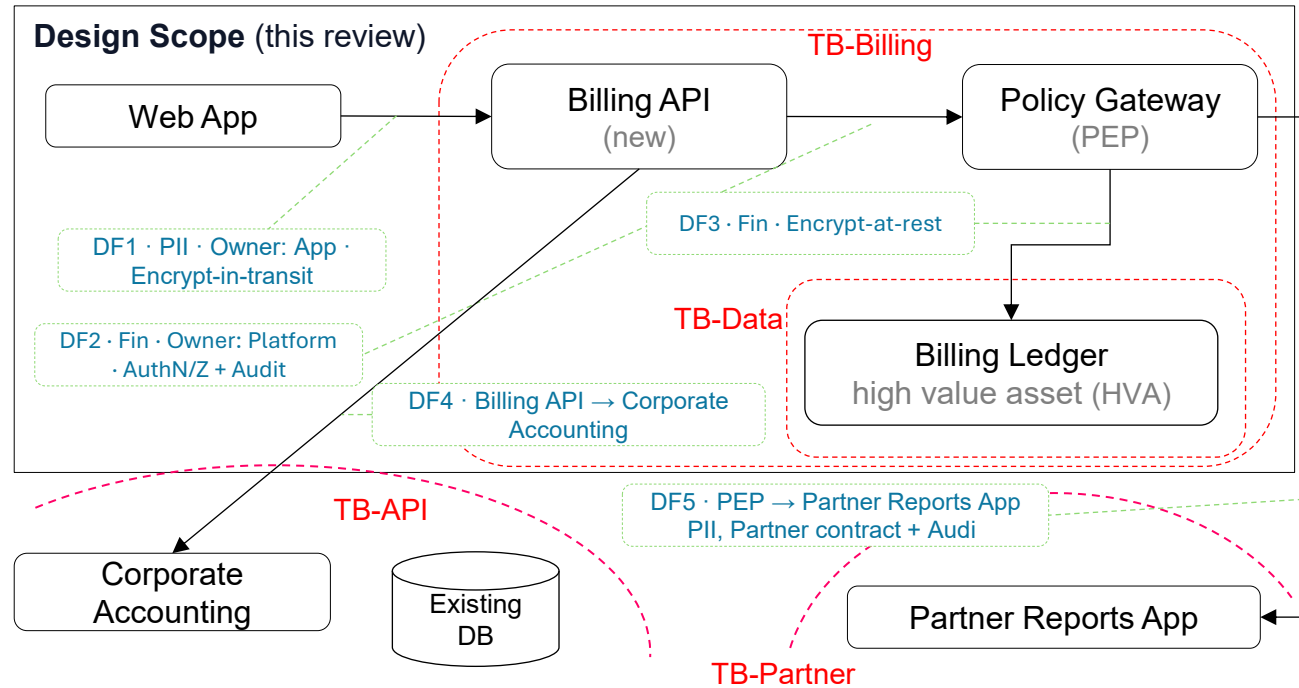 Design Scope (this review)
TB-Billing
Web App
Billing API
(new)
Policy Gateway
(PEP)
DF1 · PII · Owner: App ·
Encrypt-in-transit
DF3 · Fin · Encrypt-at-rest
DF2 · Fin · Owner: Platform
· AuthN/Z + Audit
TB-Data
Billing Ledger
high value asset (HVA)
DF4 · Billing API → Corporate
Accounting
TB-API
DF5 · PEP → Partner Reports App
PII, Partner contract + Audi
Corporate
Accounting
Existing
DB
Partner Reports App
TB-Partner